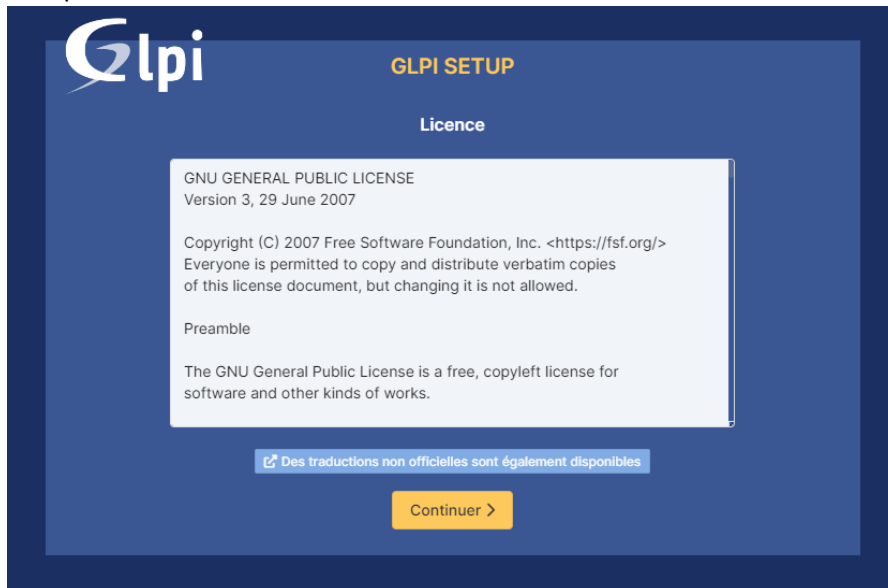 Glpi
GLPI SETUP
Licence
GNU GENERAL PUBLIC LICENSE
Version 3, 29 June 2007
Copyright (C) 2007 Free Software Foundation, Inc. <https://fsf.org/>
Everyone is permitted to copy and distribute verbatim copies
of this license document, but changing it is not allowed.
Preamble
The GNU General Public License is a free, copyleft license for
software and other kinds of works.
Des traductions non officielles sont également disponibles
Continuer >